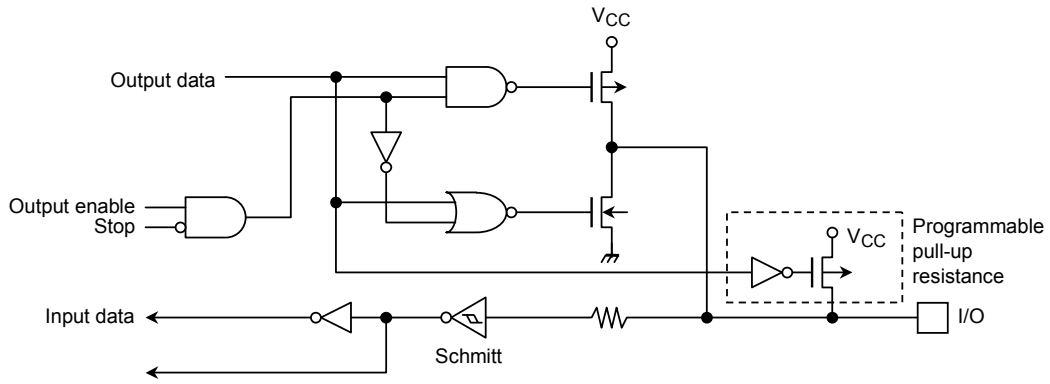 VCC
Output data
Output enable
Stop
Programmable
pull-up
resistance
VCC
Input data
I/O
Schmitt